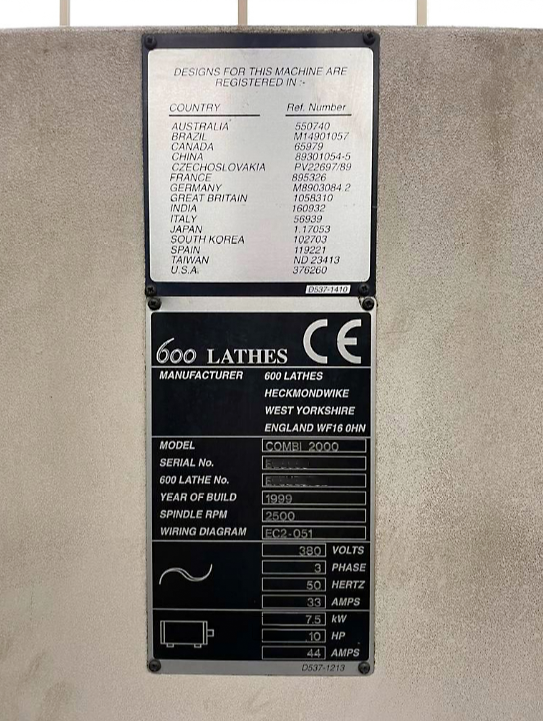 DESIGNS FOR THIS MACHINE ARE
REGISTERED IN :-
COUNTRY Ref. Number
AUSTRALIA 550740
BRAZIL M14901057
CANADA 65979
CHINA 89301054-5
CZECHOSLOVAKIA PV22697/89
FRANCE 895326
GERMANY M8903084.2
GREAT BRITAIN 1058310
INDIA 160932
ITALY 56939
JAPAN 1.17053
SOUTH KOREA 102703
SPAIN 119221
TAIWAN ND 23413
U.S.A. 376260
D537-1410
600 LATHES CE
MANUFACTURER 600 LATHES
HECKMONDWIKE
WEST YORKSHIRE
ENGLAND WF16 0HN
MODEL COMBI 2000
SERIAL No.
600 LATHE No.
YEAR OF BUILD 1999
SPINDLE RPM 2500
WIRING DIAGRAM EC2-051
380 VOLTS
3 PHASE
50 HERTZ
33 AMPS
7.5 kW
10 HP
44 AMPS
D537-1213